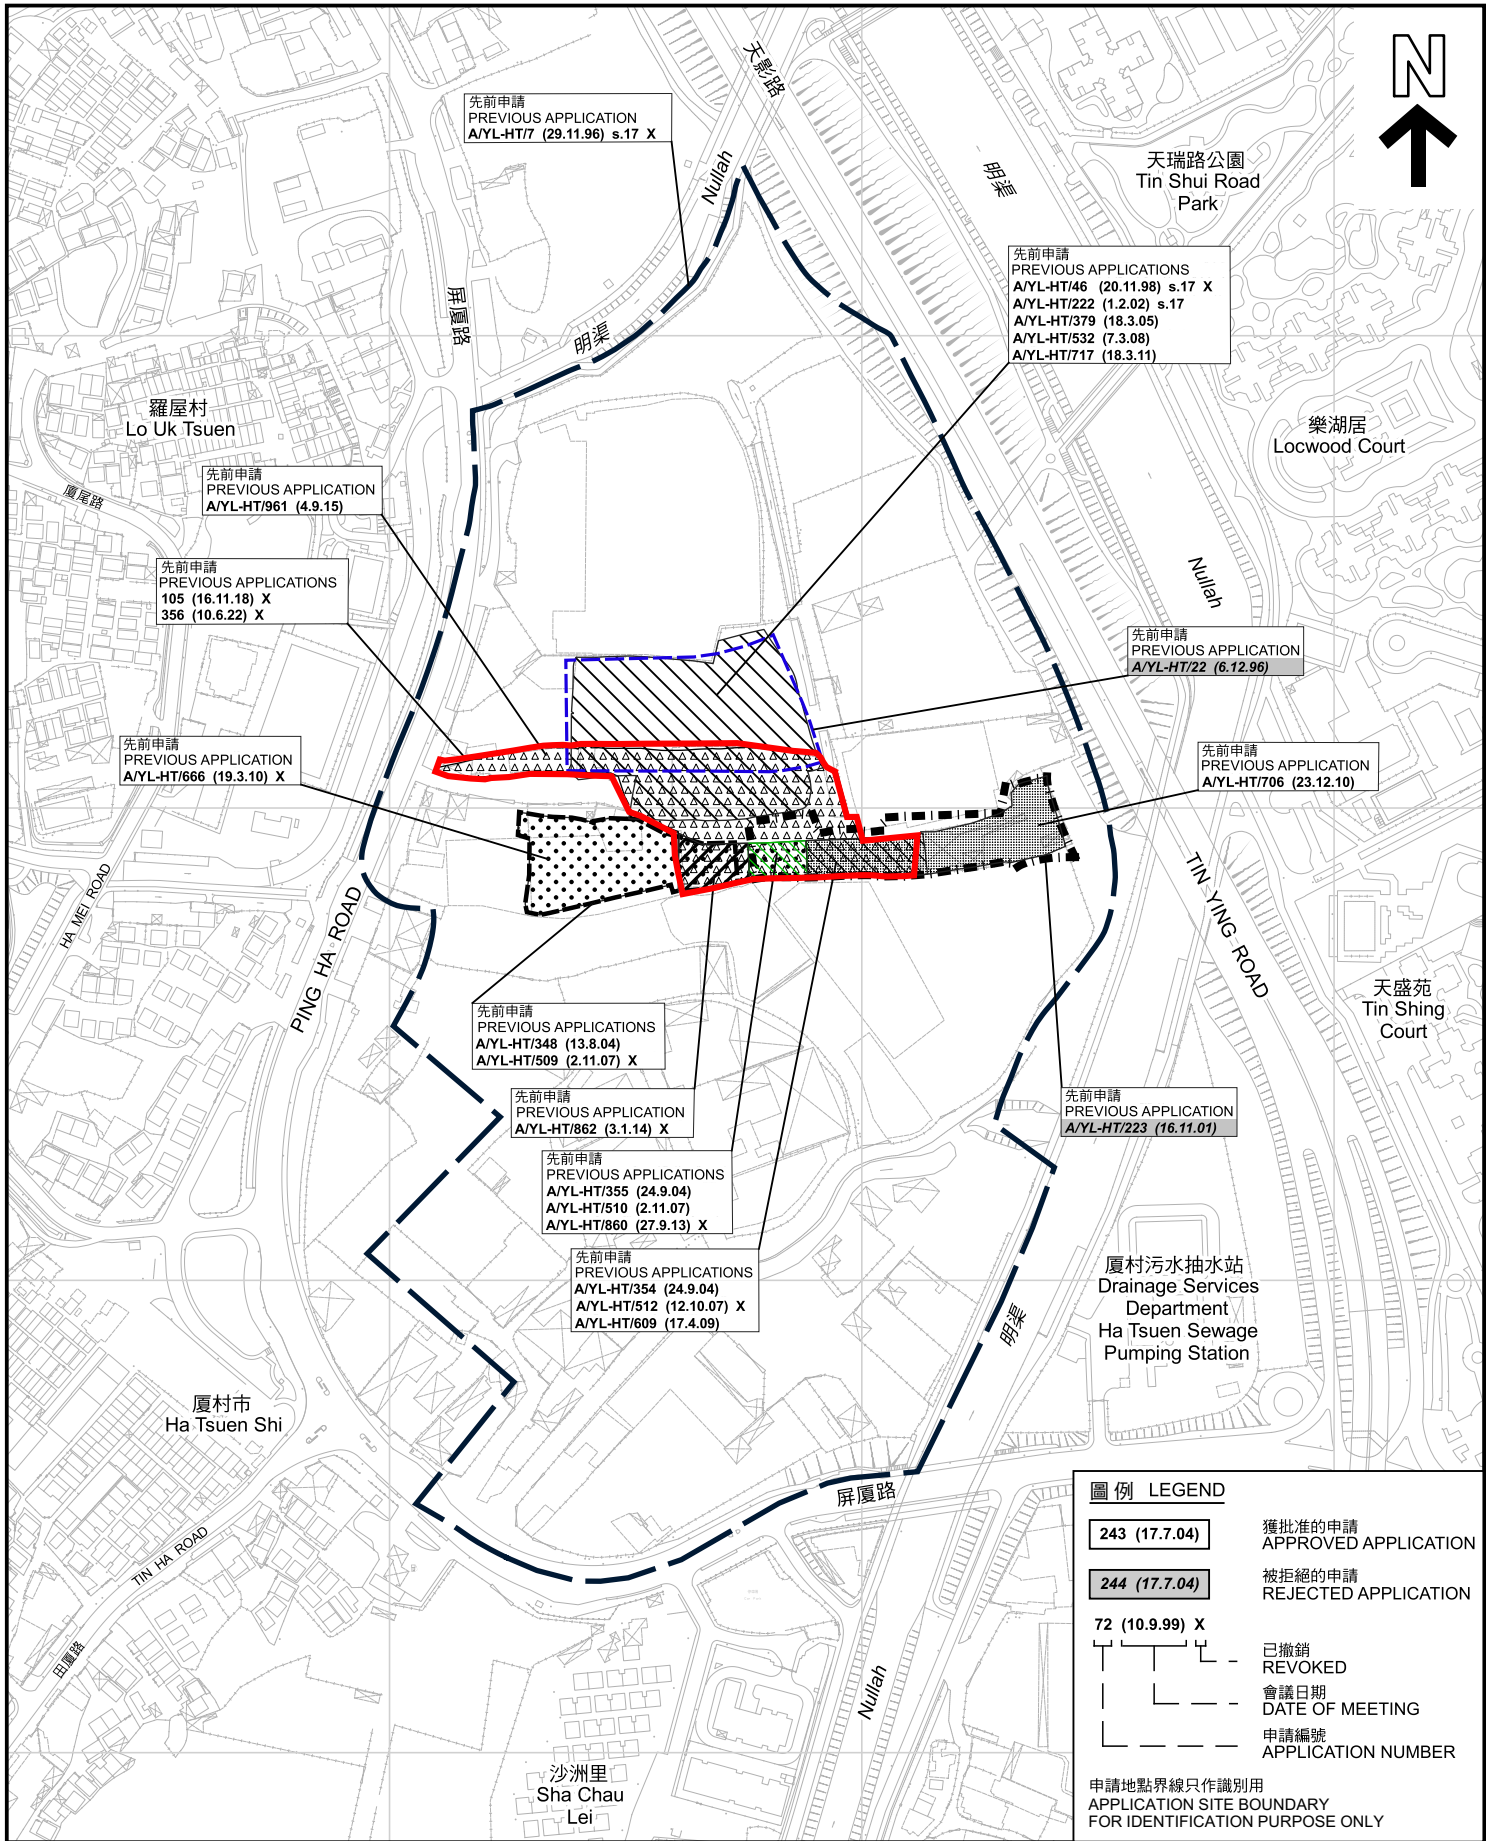 N
天影路
先前申請
PREVIOUS APPLICATION
A/YL-HT/7 (29.11.96) s.17 X
Nullah
明渠
天瑞路公園
Tin Shui Road
Park
先前申請
PREVIOUS APPLICATIONS
A/YL-HT/46 (20.11.98) s.17 X
A/YL-HT/222 (1.2.02) s.17
A/YL-HT/379 (18.3.05)
A/YL-HT/532 (7.3.08)
A/YL-HT/717 (18.3.11)
屏厦路
明渠
羅屋村
Lo Uk Tsuen
樂湖居
Locwood Court
先前申請
PREVIOUS APPLICATION
A/YL-HT/961 (4.9.15)
厦尾路
先前申請
PREVIOUS APPLICATIONS
105 (16.11.18) X
356 (10.6.22) X
Nullah
先前申請
PREVIOUS APPLICATION
A/YL-HT/22 (6.12.96)
先前申請
PREVIOUS APPLICATION
A/YL-HT/666 (19.3.10) X
先前申請
PREVIOUS APPLICATION
A/YL-HT/706 (23.12.10)
HA MEI ROAD
PING HA ROAD
TIN YING ROAD
天盛苑
Tin Shing
Court
先前申請
PREVIOUS APPLICATIONS
A/YL-HT/348 (13.8.04)
A/YL-HT/509 (2.11.07) X
先前申請
PREVIOUS APPLICATION
A/YL-HT/862 (3.1.14) X
先前申請
PREVIOUS APPLICATION
A/YL-HT/223 (16.11.01)
先前申請
PREVIOUS APPLICATIONS
A/YL-HT/355 (24.9.04)
A/YL-HT/510 (2.11.07)
A/YL-HT/860 (27.9.13) X
先前申請
PREVIOUS APPLICATIONS
A/YL-HT/354 (24.9.04)
A/YL-HT/512 (12.10.07) X
A/YL-HT/609 (17.4.09)
厦村污水抽水站
Drainage Services
Department
Ha Tsuen Sewage
Pumping Station
明渠
厦村市
Ha Tsuen Shi
屏厦路
TIN HA ROAD
田厦路
Nullah
沙洲里
Sha Chau
Lei
圖例 LEGEND
243 (17.7.04)
獲批准的申請
APPROVED APPLICATION
244 (17.7.04)
被拒絕的申請
REJECTED APPLICATION
72 (10.9.99) X
已撤銷
REVOKED
會議日期
DATE OF MEETING
申請編號
APPLICATION NUMBER
申請地點界線只作識別用
APPLICATION SITE BOUNDARY
FOR IDENTIFICATION PURPOSE ONLY